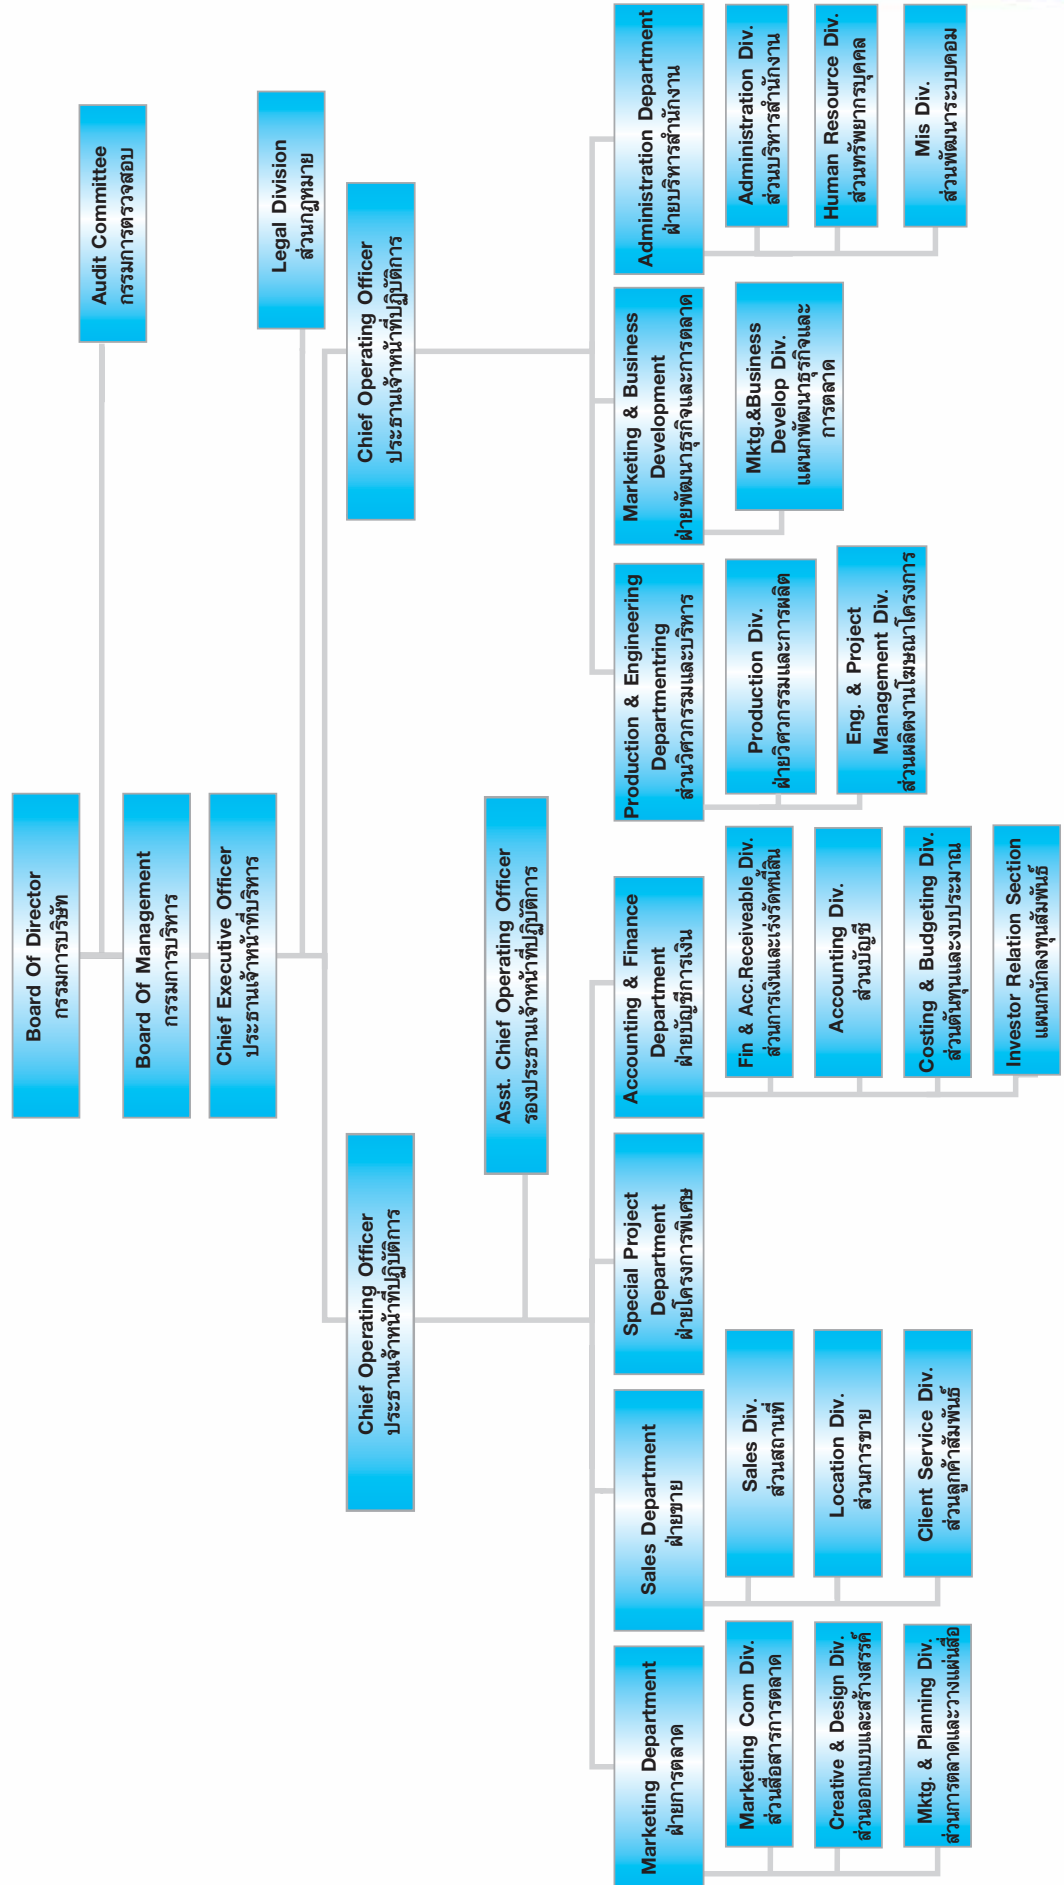 Board Of Director
กรรมการบริษัท
Audit Committee
กรรมการตรวจสอบ
Board Of Management
กรรมการบริหาร
Chief Executive Officer
ประธานเจ้าหน้าที่บริหาร
Legal Division
ส่วนกฎหมาย
Chief Operating Officer
ประธานเจ้าหน้าที่ปฏิบัติการ
Chief Operating Officer
ประธานเจ้าหน้าที่ปฏิบัติการ
Asst. Chief Operating Officer
รองประธานเจ้าหน้าที่ปฏิบัติการ
Marketing Department
ฝ่ายการตลาด
Sales Department
ฝ่ายขาย
Special Project
Department
ฝ่ายโครงการพิเศษ
Accounting & Finance
Department
ฝ่ายบัญชีการเงิน
Production & Engineering
Departmentring
ส่วนวิศวกรรมและบริหาร
Marketing & Business
Development
ฝ่ายพัฒนาธุรกิจและการตลาด
Administration Department
ฝ่ายบริหารสำนักงาน
Marketing Com Div.
ส่วนสื่อสารการตลาด
Creative & Design Div.
ส่วนออกแบบและสร้างสรรค์
Mktg. & Planning Div.
ส่วนการตลาดและวางแผ่นสื่อ
Sales Div.
ส่วนสถานที่
Location Div.
ส่วนการขาย
Client Service Div.
ส่วนลูกค้าสัมพันธ์
Fin & Acc.Receiveable Div.
ส่วนการเงินและเร่งรัดหนี้สิน
Accounting Div.
ส่วนบัญชี
Costing & Budgeting Div.
ส่วนต้นทุนและงบประมาณ
Investor Relation Section
แผนกนักลงทุนสัมพันธ์
Production Div.
ฝ่ายวิศวกรรมและการผลิต
Eng. & Project
Management Div.
ส่วนผลิตงานโฆษณาโครงการ
Mktg.&Business
Develop Div.
แผนกพัฒนาธุรกิจและ
การตลาด
Administration Div.
ส่วนบริหารสำนักงาน
Human Resource Div.
ส่วนทรัพยากรบุคคล
Mis Div.
ส่วนพัฒนาระบบคอม